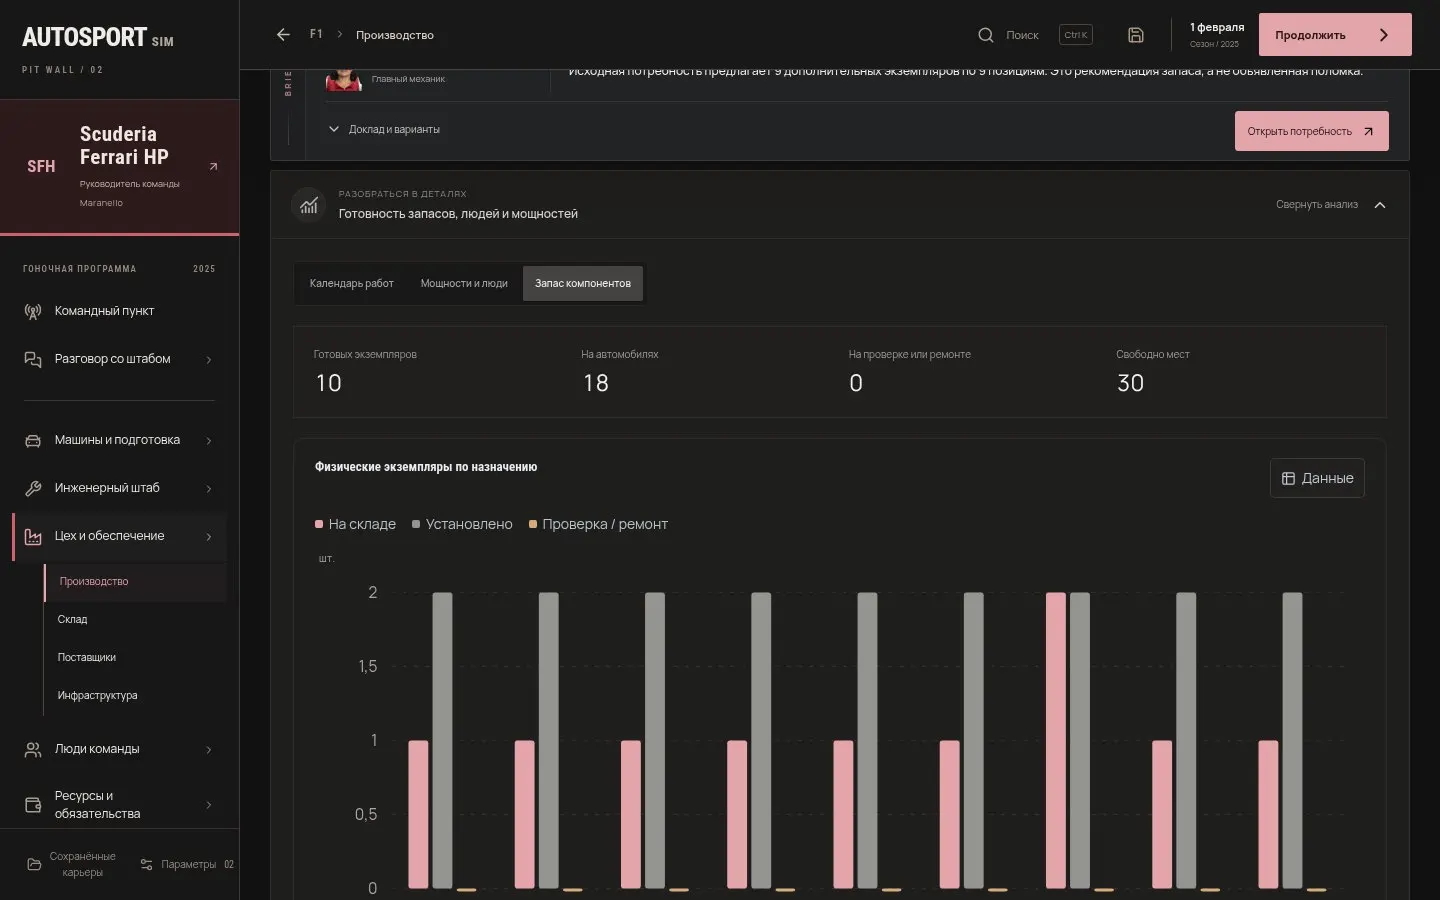 AUTOSPORT SIM
PIT WALL / 02
SFH
Scuderia
Ferrari HP
Руководитель команды
Maranello
ГОНОЧНАЯ ПРОГРАММА 2025
Командный пункт
Разговор со штабом
Машины и подготовка
Инженерный штаб
Цех и обеспечение
Производство
Склад
Поставщики
Инфраструктура
Люди команды
Ресурсы и
обязательства
Сохранённые
карьеры
Параметры 02
F1 Производство
Поиск Ctrl K
1 февраля
Сезон / 2025
Продолжить
BRIE
Главный механик
Исходная потребность предлагает 9 дополнительных экземпляров по 9 позициям. Это рекомендация запаса, а не объявленная поломка.
Доклад и варианты
Открыть потребность
РАЗОБРАТЬСЯ В ДЕТАЛЯХ
Готовность запасов, людей и мощностей
Свернуть анализ
Календарь работ Мощности и люди Запас компонентов
Готовых экземпляров На автомобилях На проверке или ремонте Свободно мест
10 18 0 30
Физические экземпляры по назначению
Данные
На складе Установлено Проверка / ремонт
шт.
2
1,5
1
0,5
0